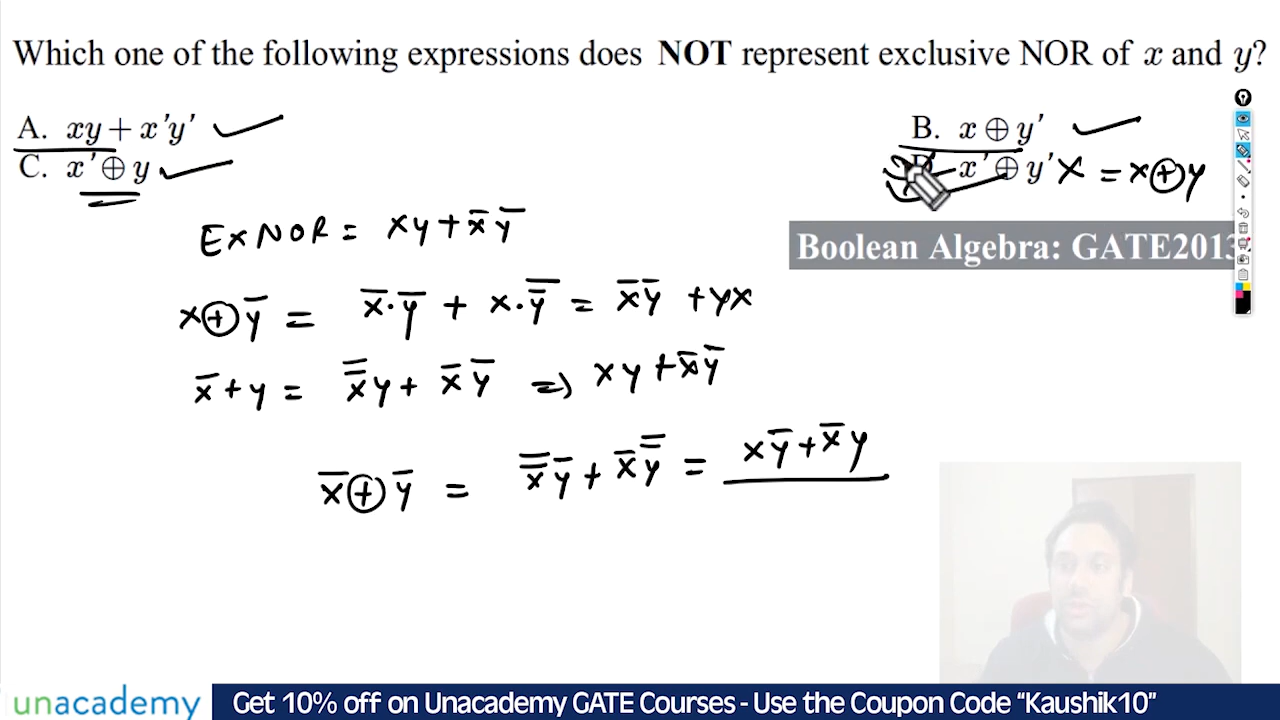 Which one of the following expressions does NOT represent exclusive NOR of x and y?
A. xy + x'y' ✓
B. x ⊕ y' ✓
C. x' ⊕ y ✓
x' ⊕ y' X = x⊕y
Boolean Algebra: GATE2013
ExNOR = xy + x̅ y̅
x⊕y̅ = x̅·y̅ + x·y̿ = x̅y̅ + yx
x̅+y = x̿y + x̅ y̅ => xy + x̅y̅
x̅⊕y̅ = x̿y̅ + x̅y̿ = xy̅ + x̅y
unacademy
Get 10% off on Unacademy GATE Courses - Use the Coupon Code “Kaushik10”